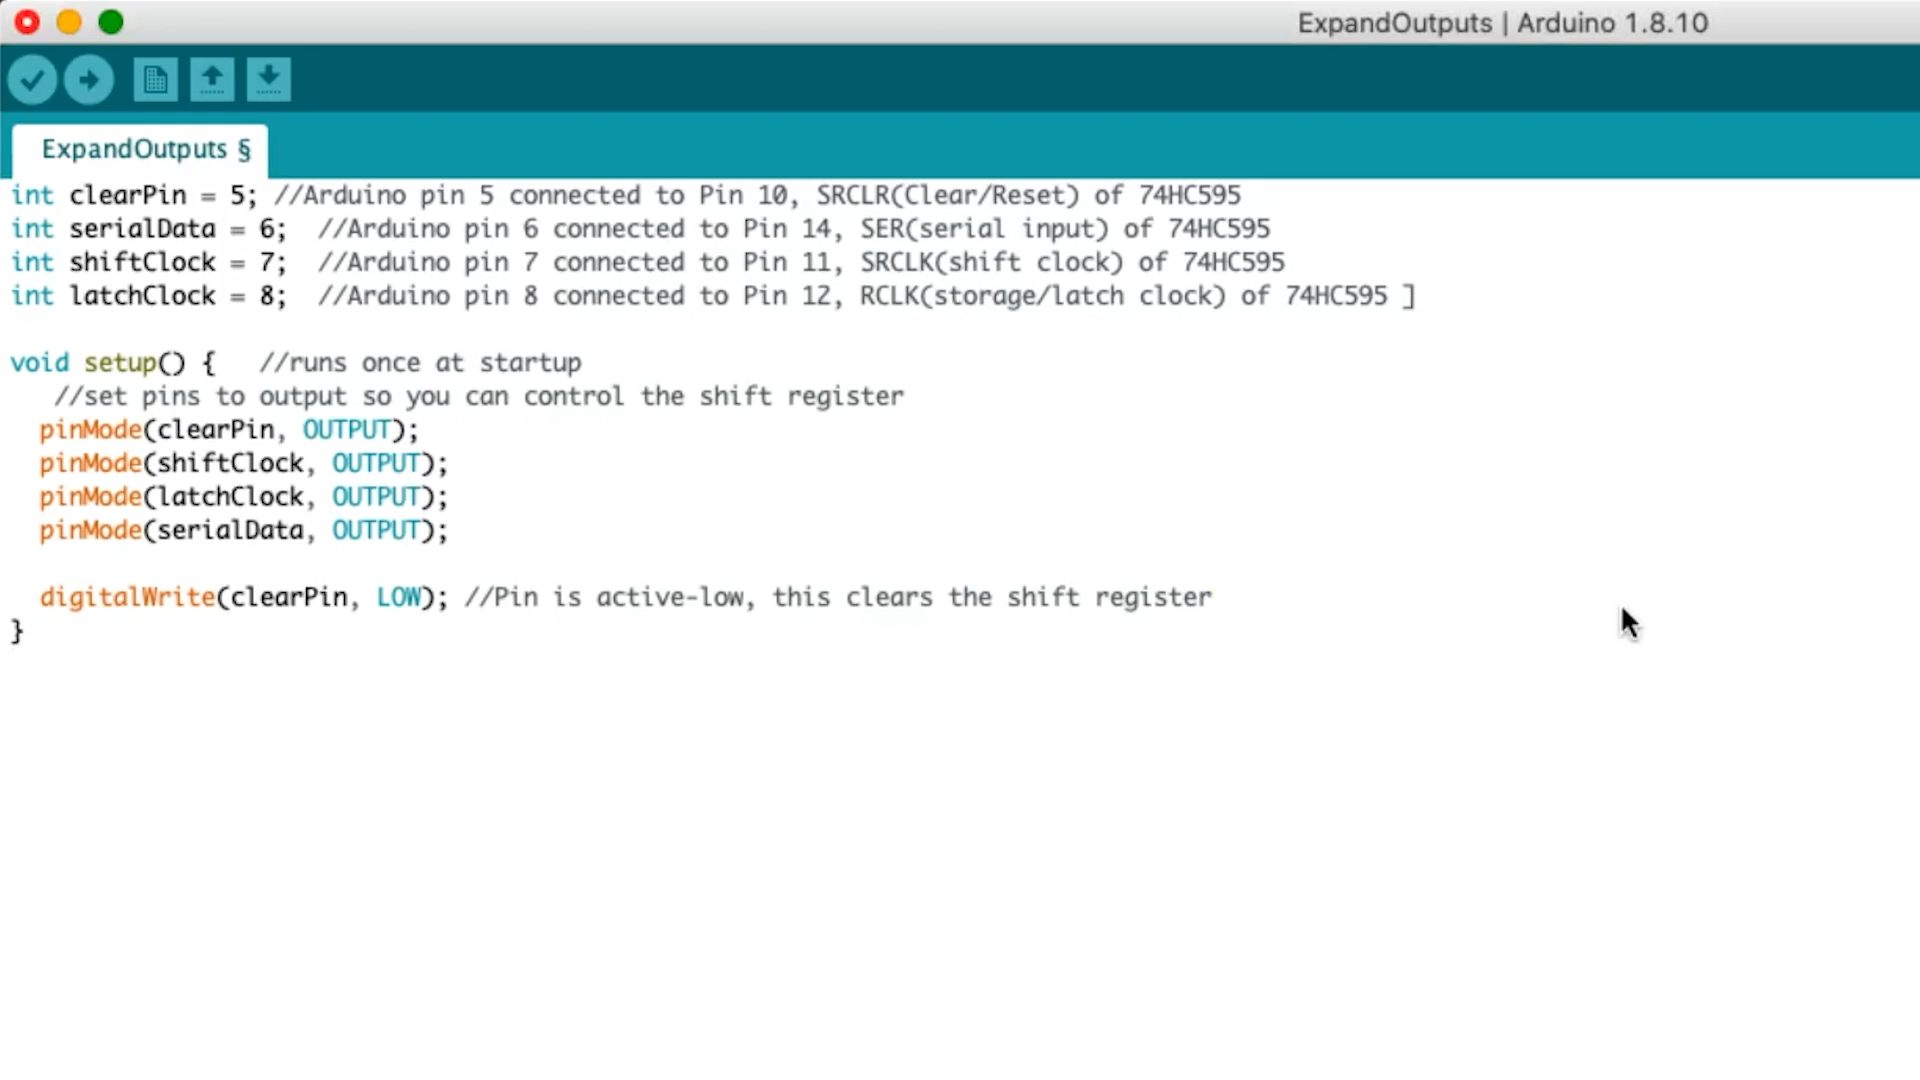 ExpandOutputs | Arduino 1.8.10
ExpandOutputs §
int clearPin = 5; //Arduino pin 5 connected to Pin 10, SRCLR(Clear/Reset) of 74HC595
int serialData = 6;  //Arduino pin 6 connected to Pin 14, SER(serial input) of 74HC595
int shiftClock = 7;  //Arduino pin 7 connected to Pin 11, SRCLK(shift clock) of 74HC595
int latchClock = 8;  //Arduino pin 8 connected to Pin 12, RCLK(storage/latch clock) of 74HC595 ]
void setup() {   //runs once at startup
   //set pins to output so you can control the shift register
  pinMode(clearPin, OUTPUT);
  pinMode(shiftClock, OUTPUT);
  pinMode(latchClock, OUTPUT);
  pinMode(serialData, OUTPUT);
  digitalWrite(clearPin, LOW); //Pin is active-low, this clears the shift register
}